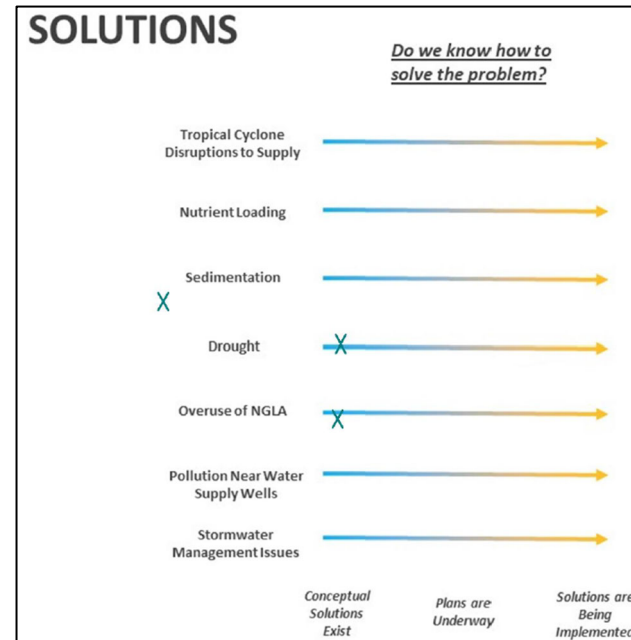 SOLUTIONS
Do we know how to
solve the problem?
Tropical Cyclone
Disruptions to Supply
Nutrient Loading
Sedimentation
X
Drought
X
Overuse of NGLA
X
Pollution Near Water
Supply Wells
Stormwater
Management Issues
Conceptual
Solutions
Exist
Plans are
Underway
Solutions are
Being
Implemented